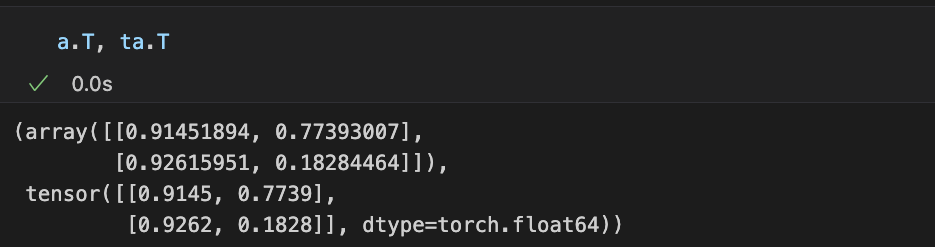 a.T, ta.T
✓ 0.0s
(array([[0.91451894, 0.77393007],
        [0.92615951, 0.18284464]]),
 tensor([[0.9145, 0.7739],
         [0.9262, 0.1828]], dtype=torch.float64))